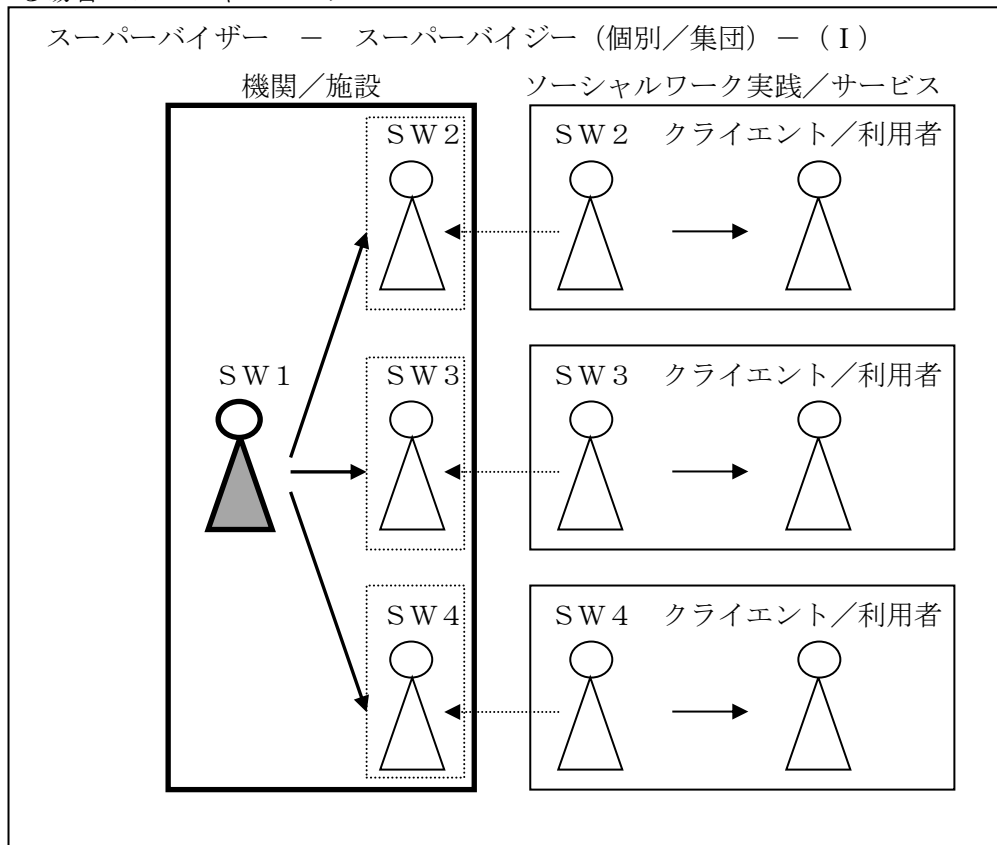 スーパーバイザー － スーパーバイジー（個別／集団）－（Ⅰ）
機関／施設
ソーシャルワーク実践／サービス
ＳＷ２
ＳＷ２ クライエント／利用者
ＳＷ１
ＳＷ３
ＳＷ３ クライエント／利用者
ＳＷ４
ＳＷ４ クライエント／利用者